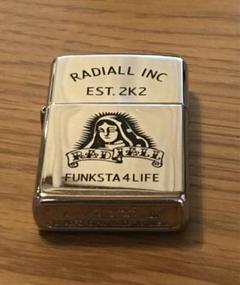 RADIALL INC
EST. 2K2
RADIALL
FUNKSTA4LIFE